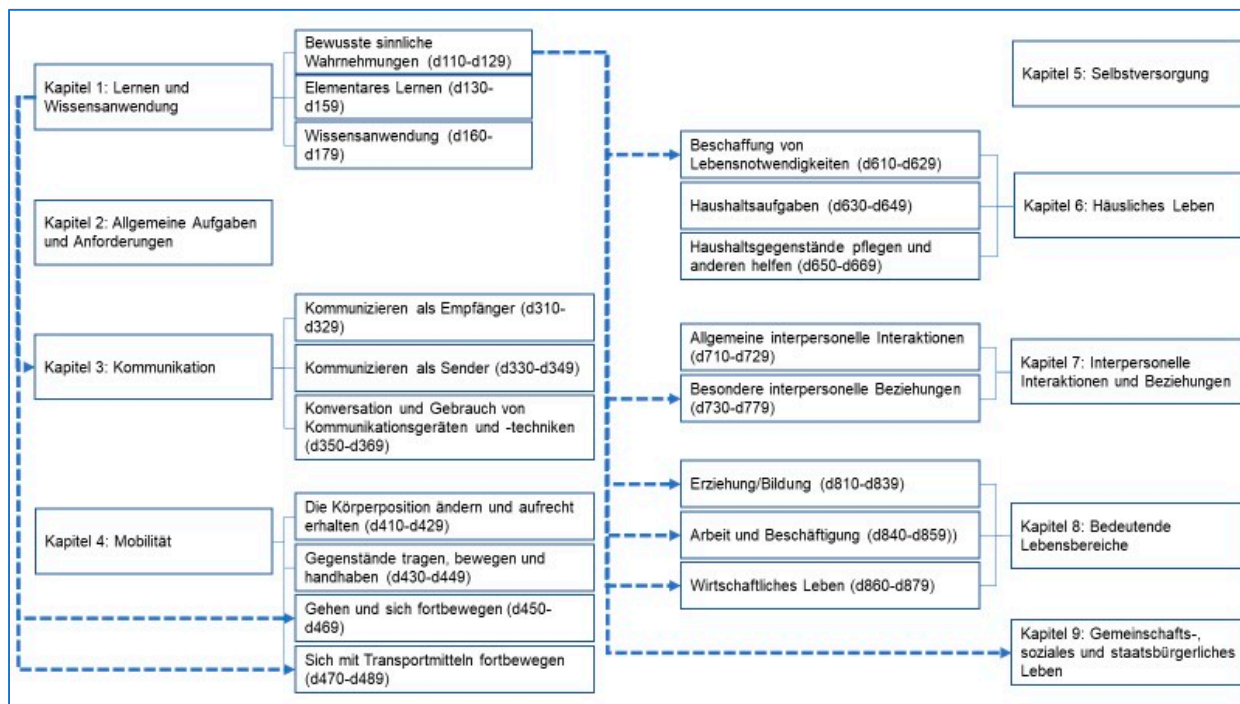 Bewusste sinnliche
Wahrnehmungen (d110-d129)
Kapitel 1: Lernen und
Wissensanwendung
Elementares Lernen (d130-
d159)
Wissensanwendung (d160-
d179)
Kapitel 2: Allgemeine Aufgaben
und Anforderungen
Kommunizieren als Empfänger (d310-
d329)
Kapitel 3: Kommunikation
Kommunizieren als Sender (d330-d349)
Konversation und Gebrauch von
Kommunikationsgeräten und -techniken
(d350-d369)
Die Körperposition ändern und aufrecht
erhalten (d410-d429)
Kapitel 4: Mobilität
Gegenstände tragen, bewegen und
handhaben (d430-d449)
Gehen und sich fortbewegen (d450-
d469)
Sich mit Transportmitteln fortbewegen
(d470-d489)
Kapitel 5: Selbstversorgung
Beschaffung von
Lebensnotwendigkeiten (d610-d629)
Haushaltsaufgaben (d630-d649)
Kapitel 6: Häusliches Leben
Haushaltsgegenstände pflegen und
anderen helfen (d650-d669)
Allgemeine interpersonelle Interaktionen
(d710-d729)
Kapitel 7: Interpersonelle
Interaktionen und Beziehungen
Besondere interpersonelle Beziehungen
(d730-d779)
Erziehung/Bildung (d810-d839)
Arbeit und Beschäftigung (d840-d859))
Kapitel 8: Bedeutende
Lebensbereiche
Wirtschaftliches Leben (d860-d879)
Kapitel 9: Gemeinschafts-,
soziales und staatsbürgerliches
Leben